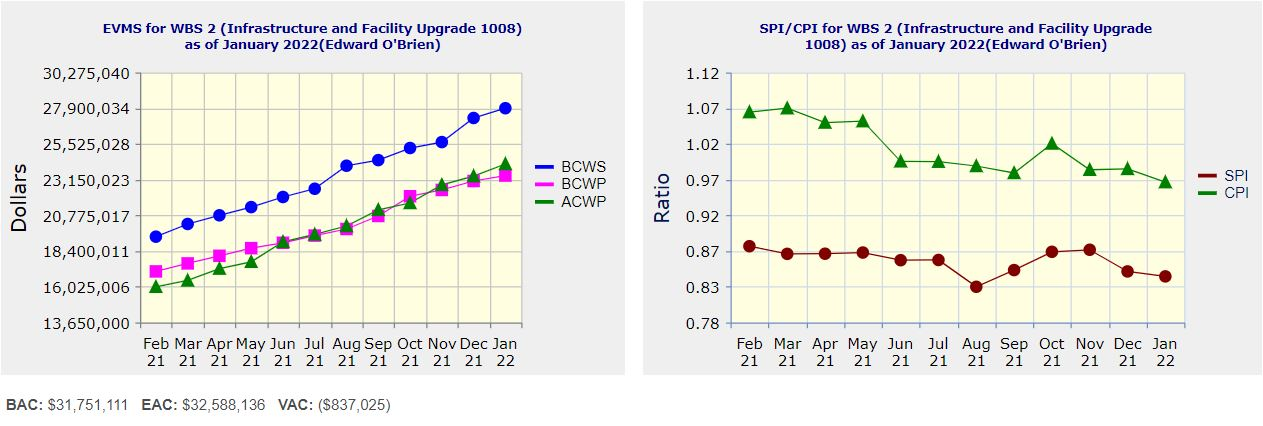 EVMS for WBS 2 (Infrastructure and Facility Upgrade 1008)
as of January 2022(Edward O'Brien)
30,275,040
27,900,034
25,525,028
23,150,023
20,775,017
18,400,011
16,025,006
13,650,000
Dollars
Feb Mar Apr May Jun Jul Aug Sep Oct Nov Dec Jan
21 21 21 21 21 21 21 21 21 21 21 22
BCWS
BCWP
ACWP
SPI/CPI for WBS 2 (Infrastructure and Facility Upgrade
1008) as of January 2022(Edward O'Brien)
1.12
1.07
1.02
0.97
0.92
0.87
0.83
0.78
Ratio
Feb Mar Apr May Jun Jul Aug Sep Oct Nov Dec Jan
21 21 21 21 21 21 21 21 21 21 21 22
SPI
CPI
BAC: $31,751,111 EAC: $32,588,136 VAC: ($837,025)